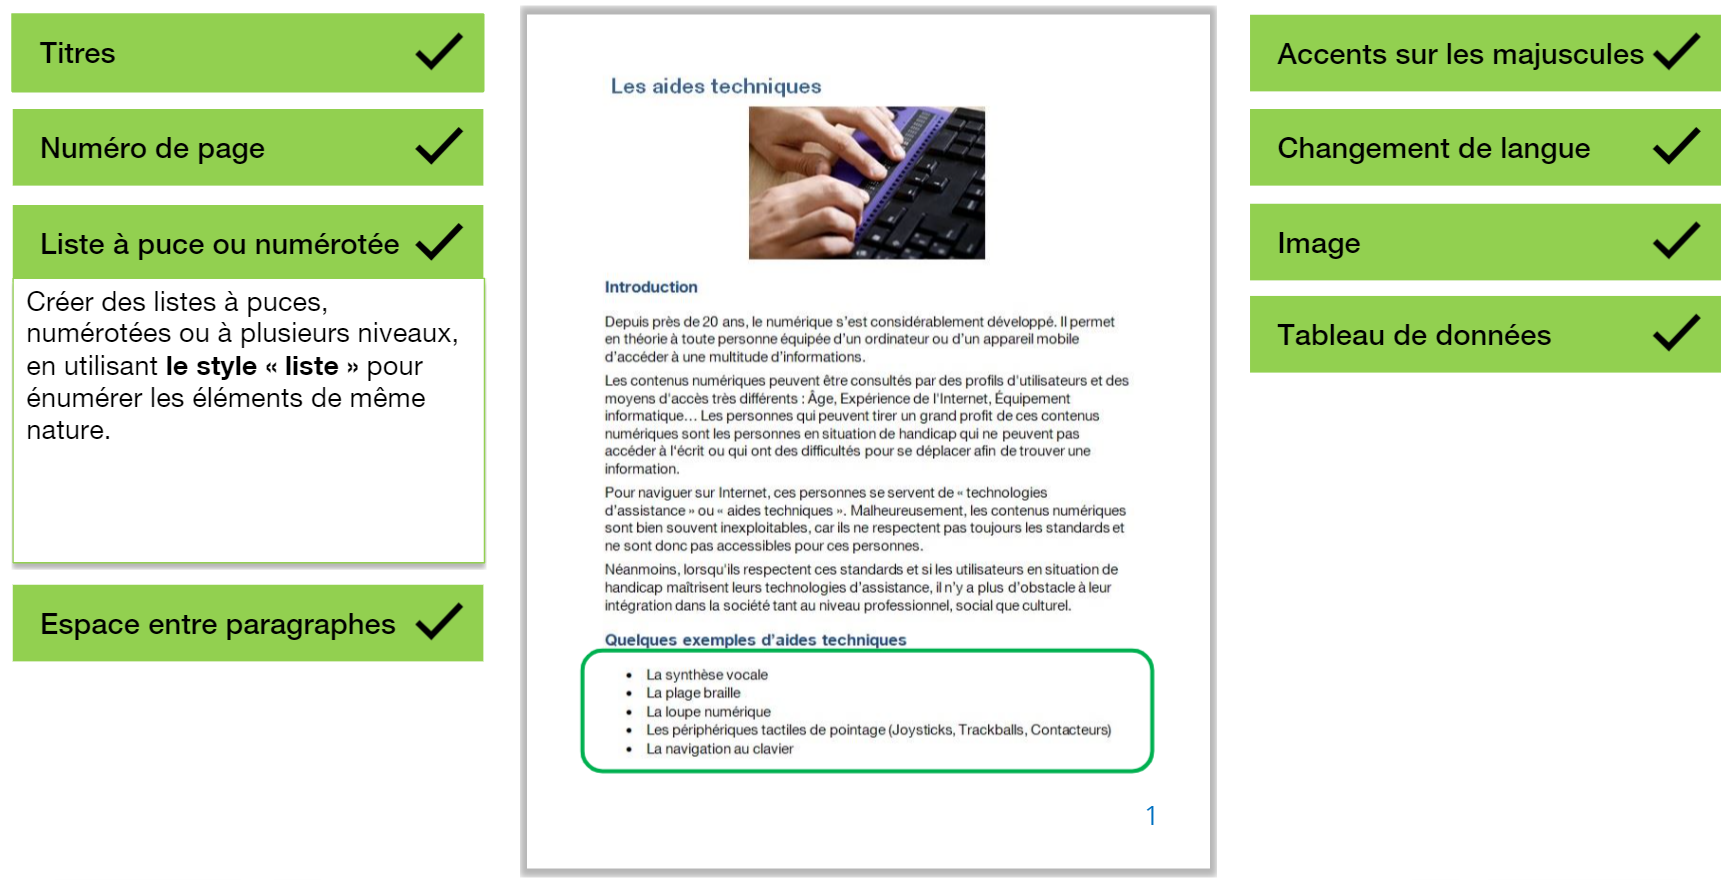 Titres
Numéro de page
Liste à puce ou numérotée
Créer des listes à puces,
numérotées ou à plusieurs niveaux,
en utilisant le style « liste » pour
énumérer les éléments de même
nature.
Espace entre paragraphes
Les aides techniques
Introduction
Depuis près de 20 ans, le numérique s’est considérablement développé. Il permet
en théorie à toute personne équipée d’un ordinateur ou d’un appareil mobile
d’accéder à une multitude d’informations.
Les contenus numériques peuvent être consultés par des profils d'utilisateurs et des
moyens d'accès très différents : Âge, Expérience de l'Internet, Équipement
informatique… Les personnes qui peuvent tirer un grand profit de ces contenus
numériques sont les personnes en situation de handicap qui ne peuvent pas
accéder à l'écrit ou qui ont des difficultés pour se déplacer afin de trouver une
information.
Pour naviguer sur Internet, ces personnes se servent de « technologies
d’assistance » ou « aides techniques ». Malheureusement, les contenus numériques
sont bien souvent inexploitables, car ils ne respectent pas toujours les standards et
ne sont donc pas accessibles pour ces personnes.
Néanmoins, lorsqu'ils respectent ces standards et si les utilisateurs en situation de
handicap maîtrisent leurs technologies d’assistance, il n’y a plus d’obstacle à leur
intégration dans la société tant au niveau professionnel, social que culturel.
Quelques exemples d’aides techniques
• La synthèse vocale
• La plage braille
• La loupe numérique
• Les périphériques tactiles de pointage (Joysticks, Trackballs, Contacteurs)
• La navigation au clavier
1
Accents sur les majuscules
Changement de langue
Image
Tableau de données